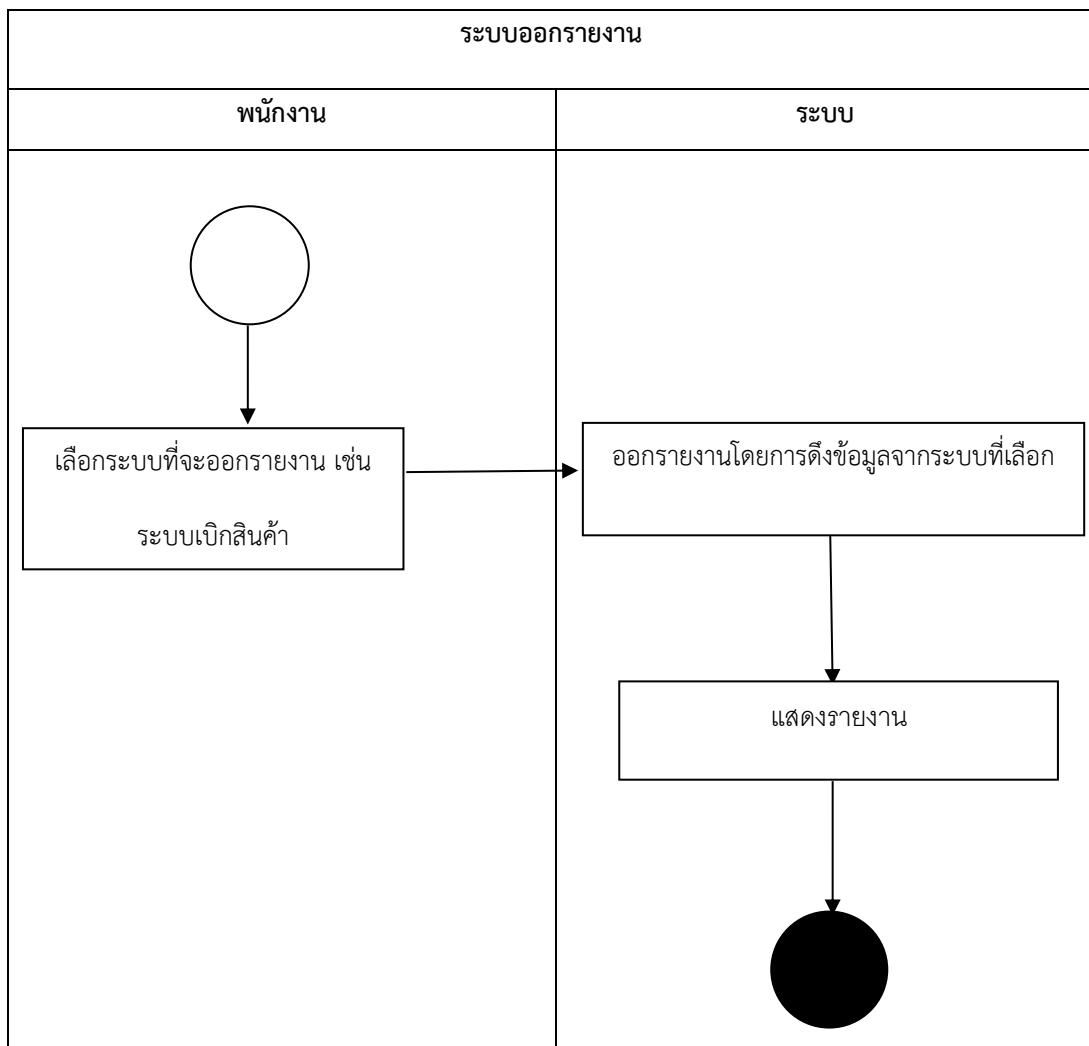 ระบบออกรายงาน
พนักงาน
ระบบ
เลือกระบบที่จะออกรายงาน เช่น
ระบบเบิกสินค้า
ออกรายงานโดยการดึงข้อมูลจากระบบที่เลือก
แสดงรายงาน